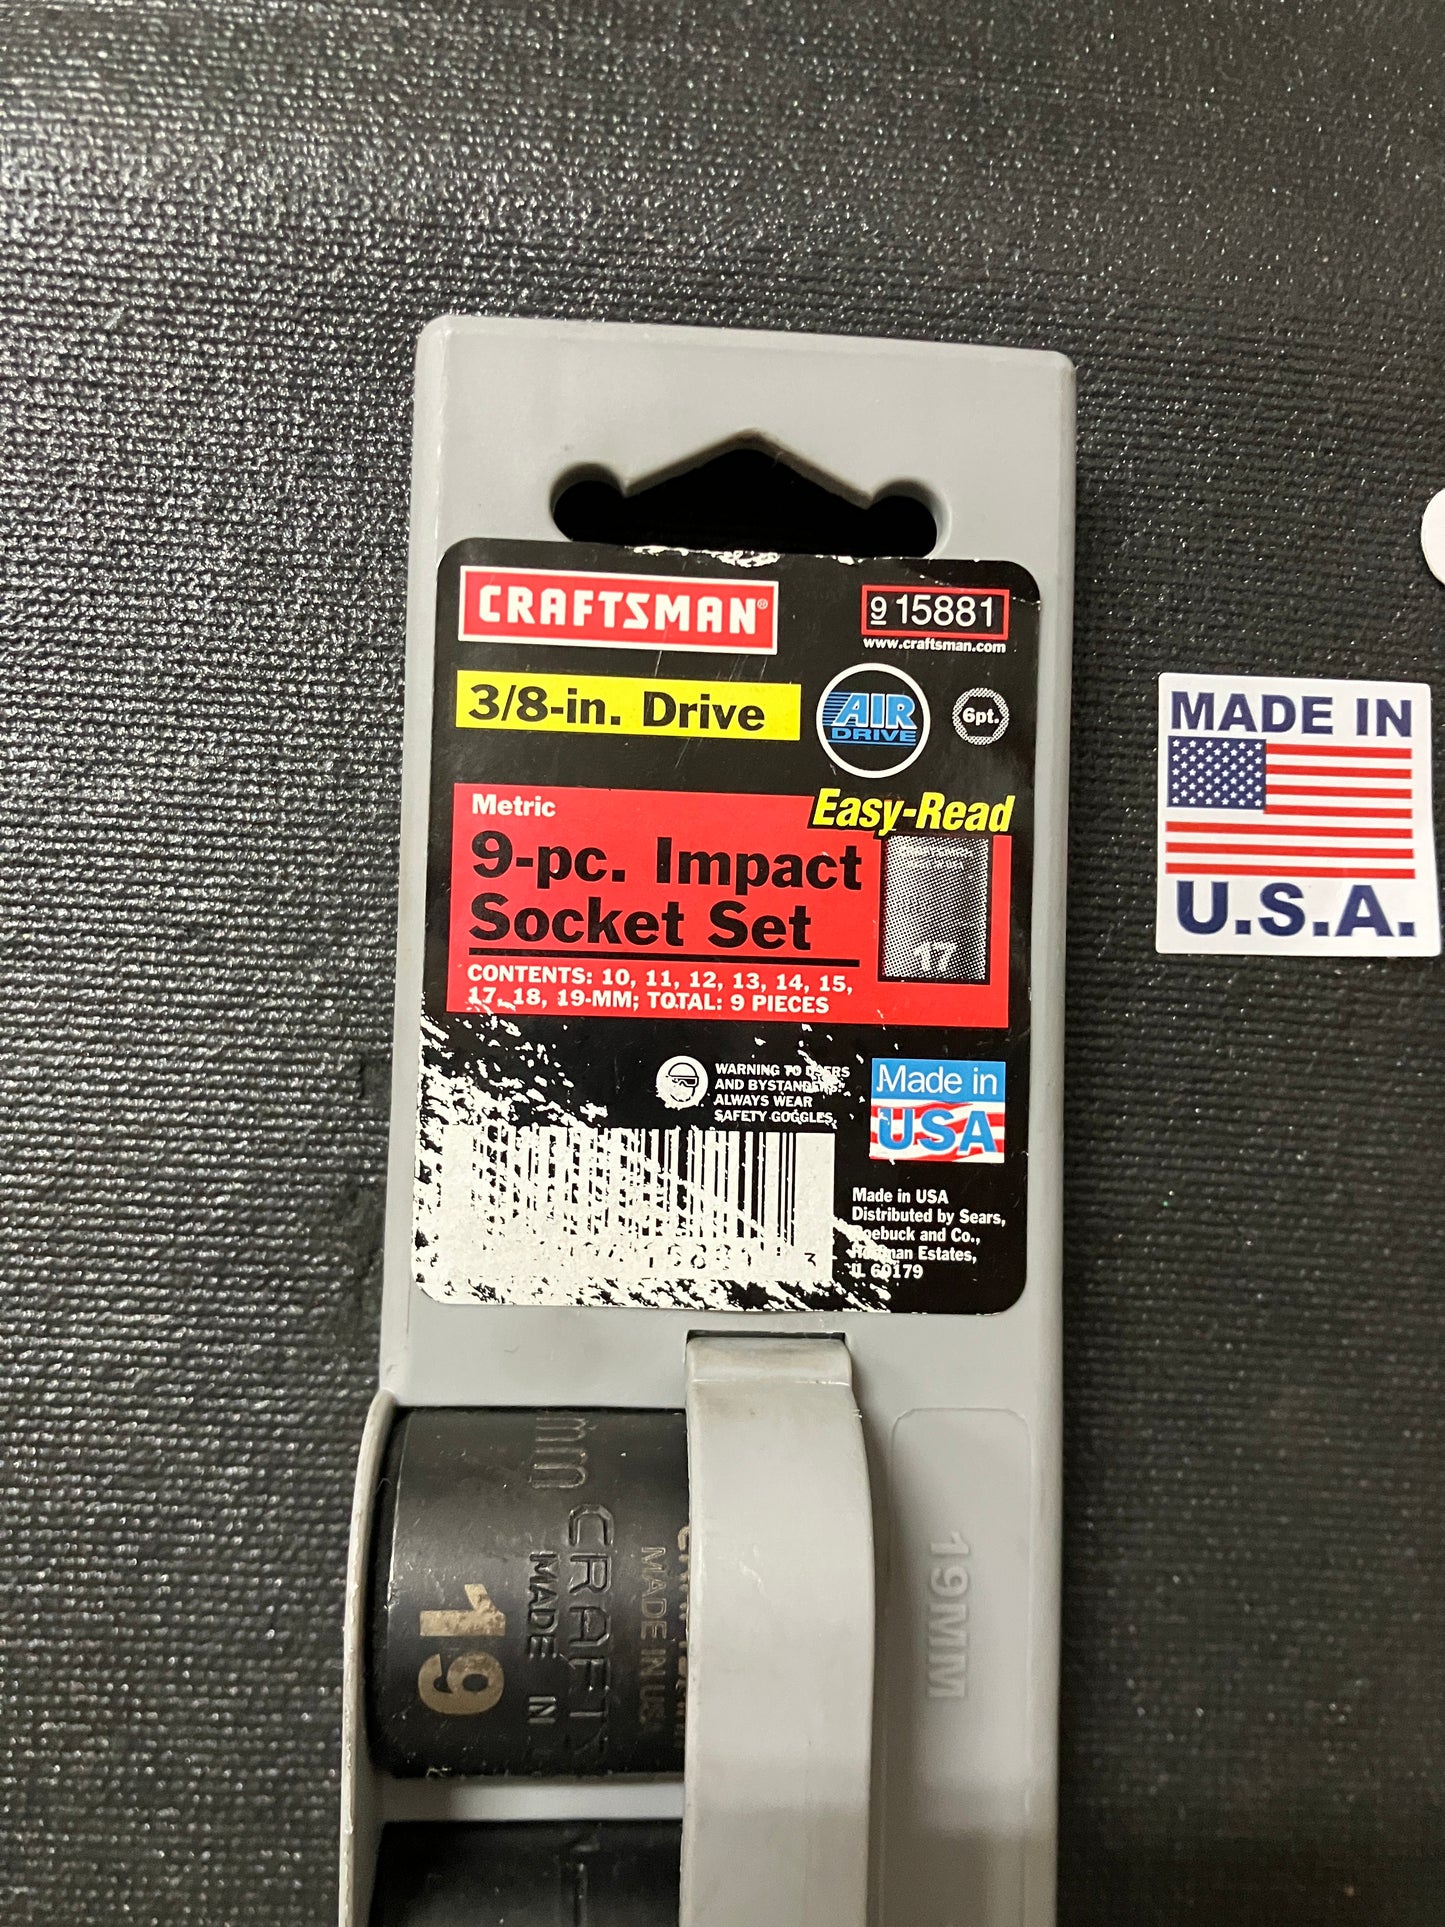 CRAFTSMAN®
9 15881
www.craftsman.com
3/8-in. Drive
AIR
DRIVE
6pt.
Metric
Easy-Read
9-pc. Impact
Socket Set
17
CONTENTS: 10, 11, 12, 13, 14, 15,
17, 18, 19-MM; TOTAL: 9 PIECES
WARNING TO USERS
AND BYSTANDERS:
ALWAYS WEAR
SAFETY GOGGLES.
Made in
USA
Made in USA
Distributed by Sears,
Roebuck and Co.,
Hoffman Estates,
IL 60179
MADE IN
U.S.A.
mm CRAFT
MADE IN
19
MADE IN USA
19MM